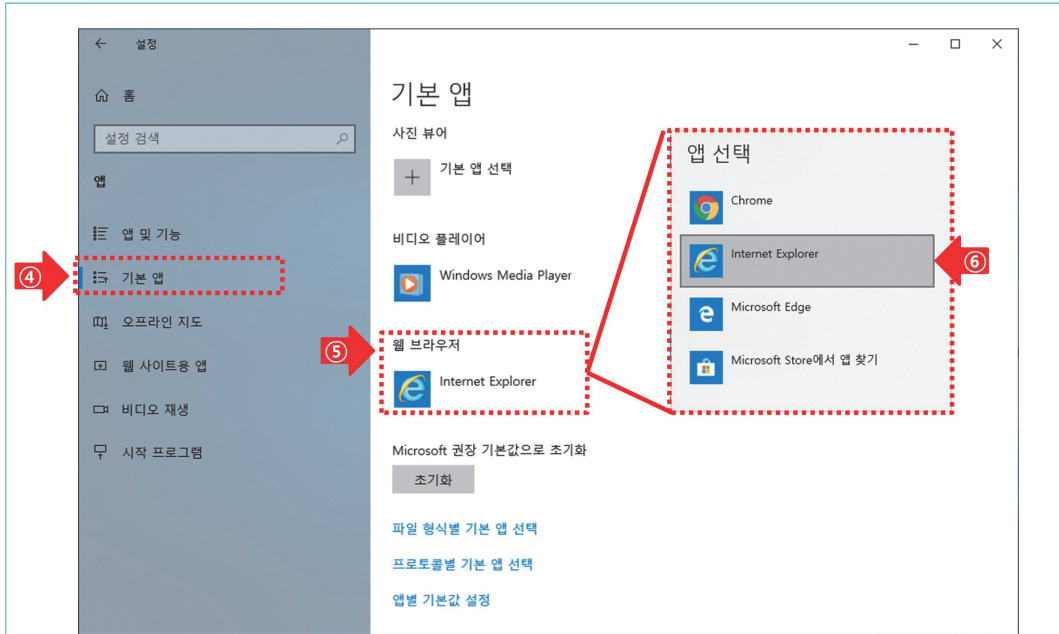 설정
홈
설정 검색
앱
앱 및 기능
④
기본 앱
오프라인 지도
웹 사이트용 앱
비디오 재생
시작 프로그램
기본 앱
사진 뷰어
기본 앱 선택
비디오 플레이어
Windows Media Player
⑤
웹 브라우저
Internet Explorer
Microsoft 권장 기본값으로 초기화
초기화
파일 형식별 기본 앱 선택
프로토콜별 기본 앱 선택
앱별 기본값 설정
앱 선택
Chrome
Internet Explorer
⑥
Microsoft Edge
Microsoft Store에서 앱 찾기